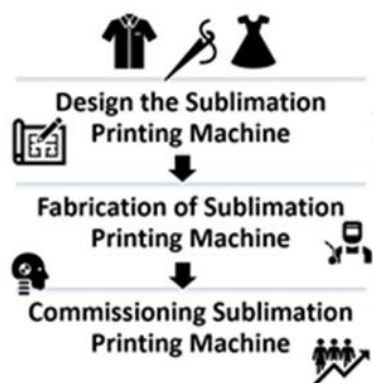 Design the Sublimation
Printing Machine
Fabrication of Sublimation
Printing Machine
Commissioning Sublimation
Printing Machine